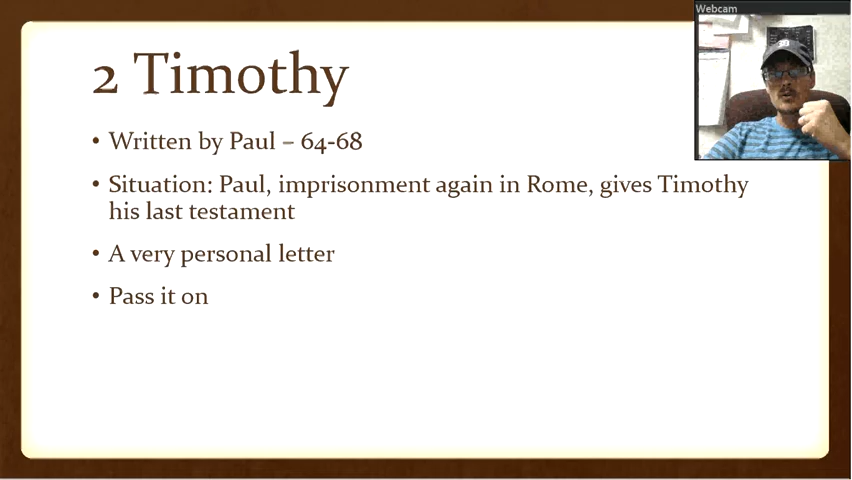 Webcam
2 Timothy
• Written by Paul – 64-68
• Situation: Paul, imprisonment again in Rome, gives Timothy
his last testament
• A very personal letter
• Pass it on